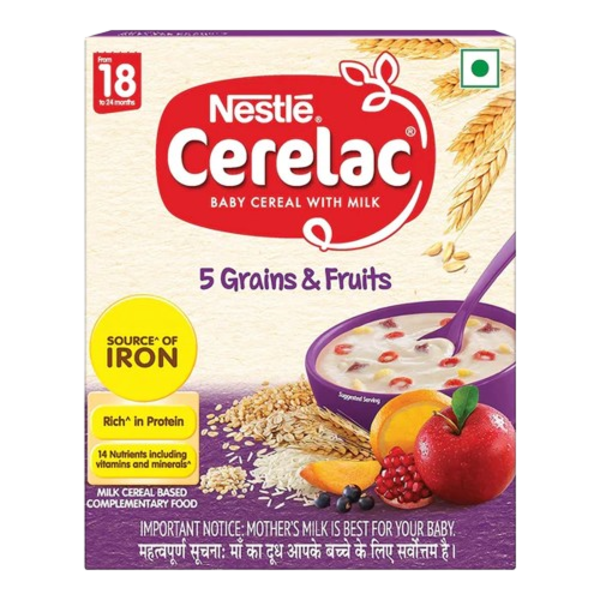 From
18
to 24 months
Nestlé®
Cerelac®
BABY CEREAL WITH MILK
5 Grains & Fruits
SOURCE^ OF
IRON
Rich^ in Protein
14 Nutrients including
vitamins and minerals^
MILK CEREAL BASED
COMPLEMENTARY FOOD
Suggested Serving
IMPORTANT NOTICE: MOTHER'S MILK IS BEST FOR YOUR BABY.
महत्वपूर्ण सूचना: माँ का दूध आपके बच्चे के लिए सर्वोत्तम है।